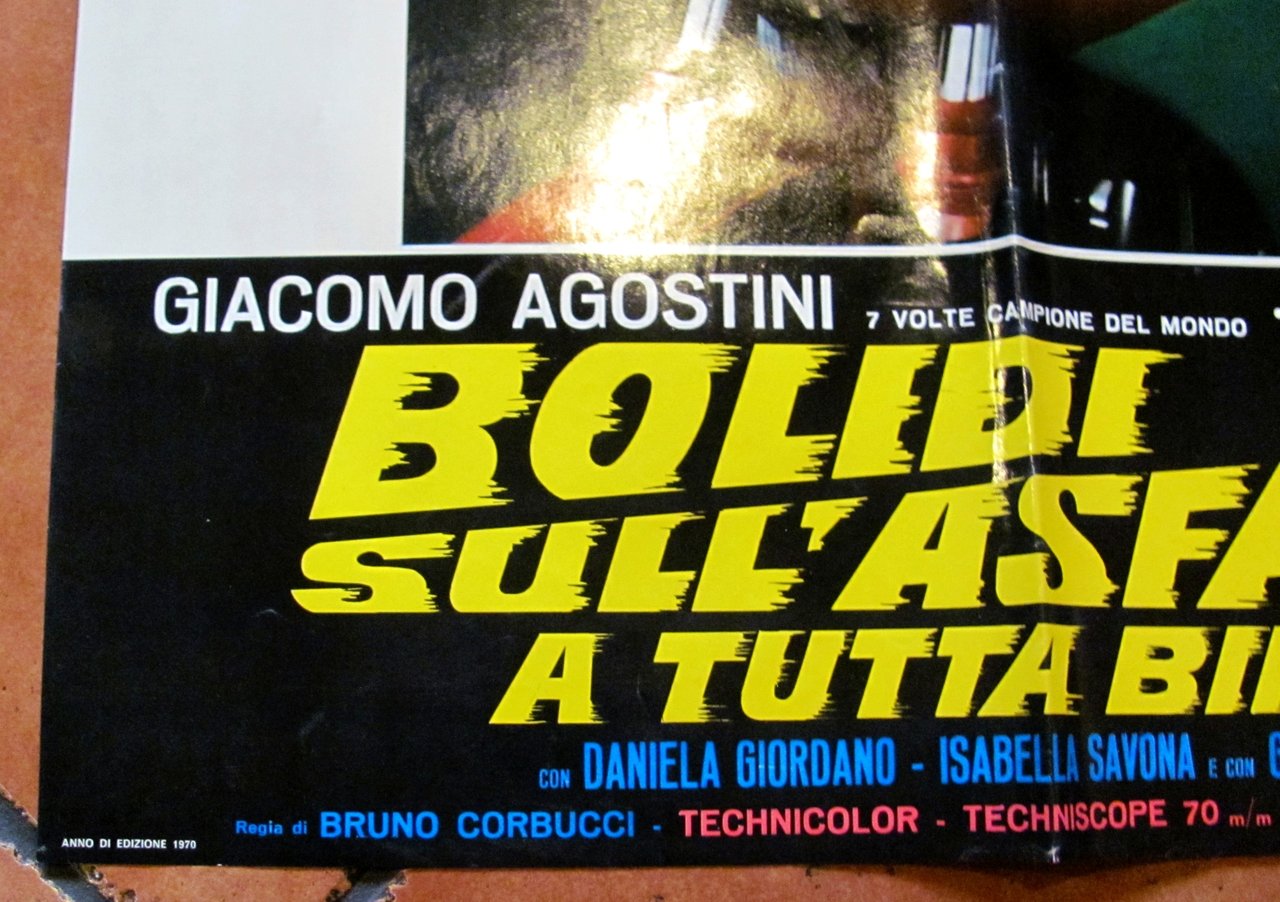 GIACOMO AGOSTINI 7 VOLTE CAMPIONE DEL MONDO
BOLIDI
SULL'ASFA
A TUTTA BI
CON DANIELA GIORDANO - ISABELLA SAVONA E CON G
Regia di BRUNO CORBUCCI - TECHNICOLOR - TECHNISCOPE 70 m/m
ANNO DI EDIZIONE 1970